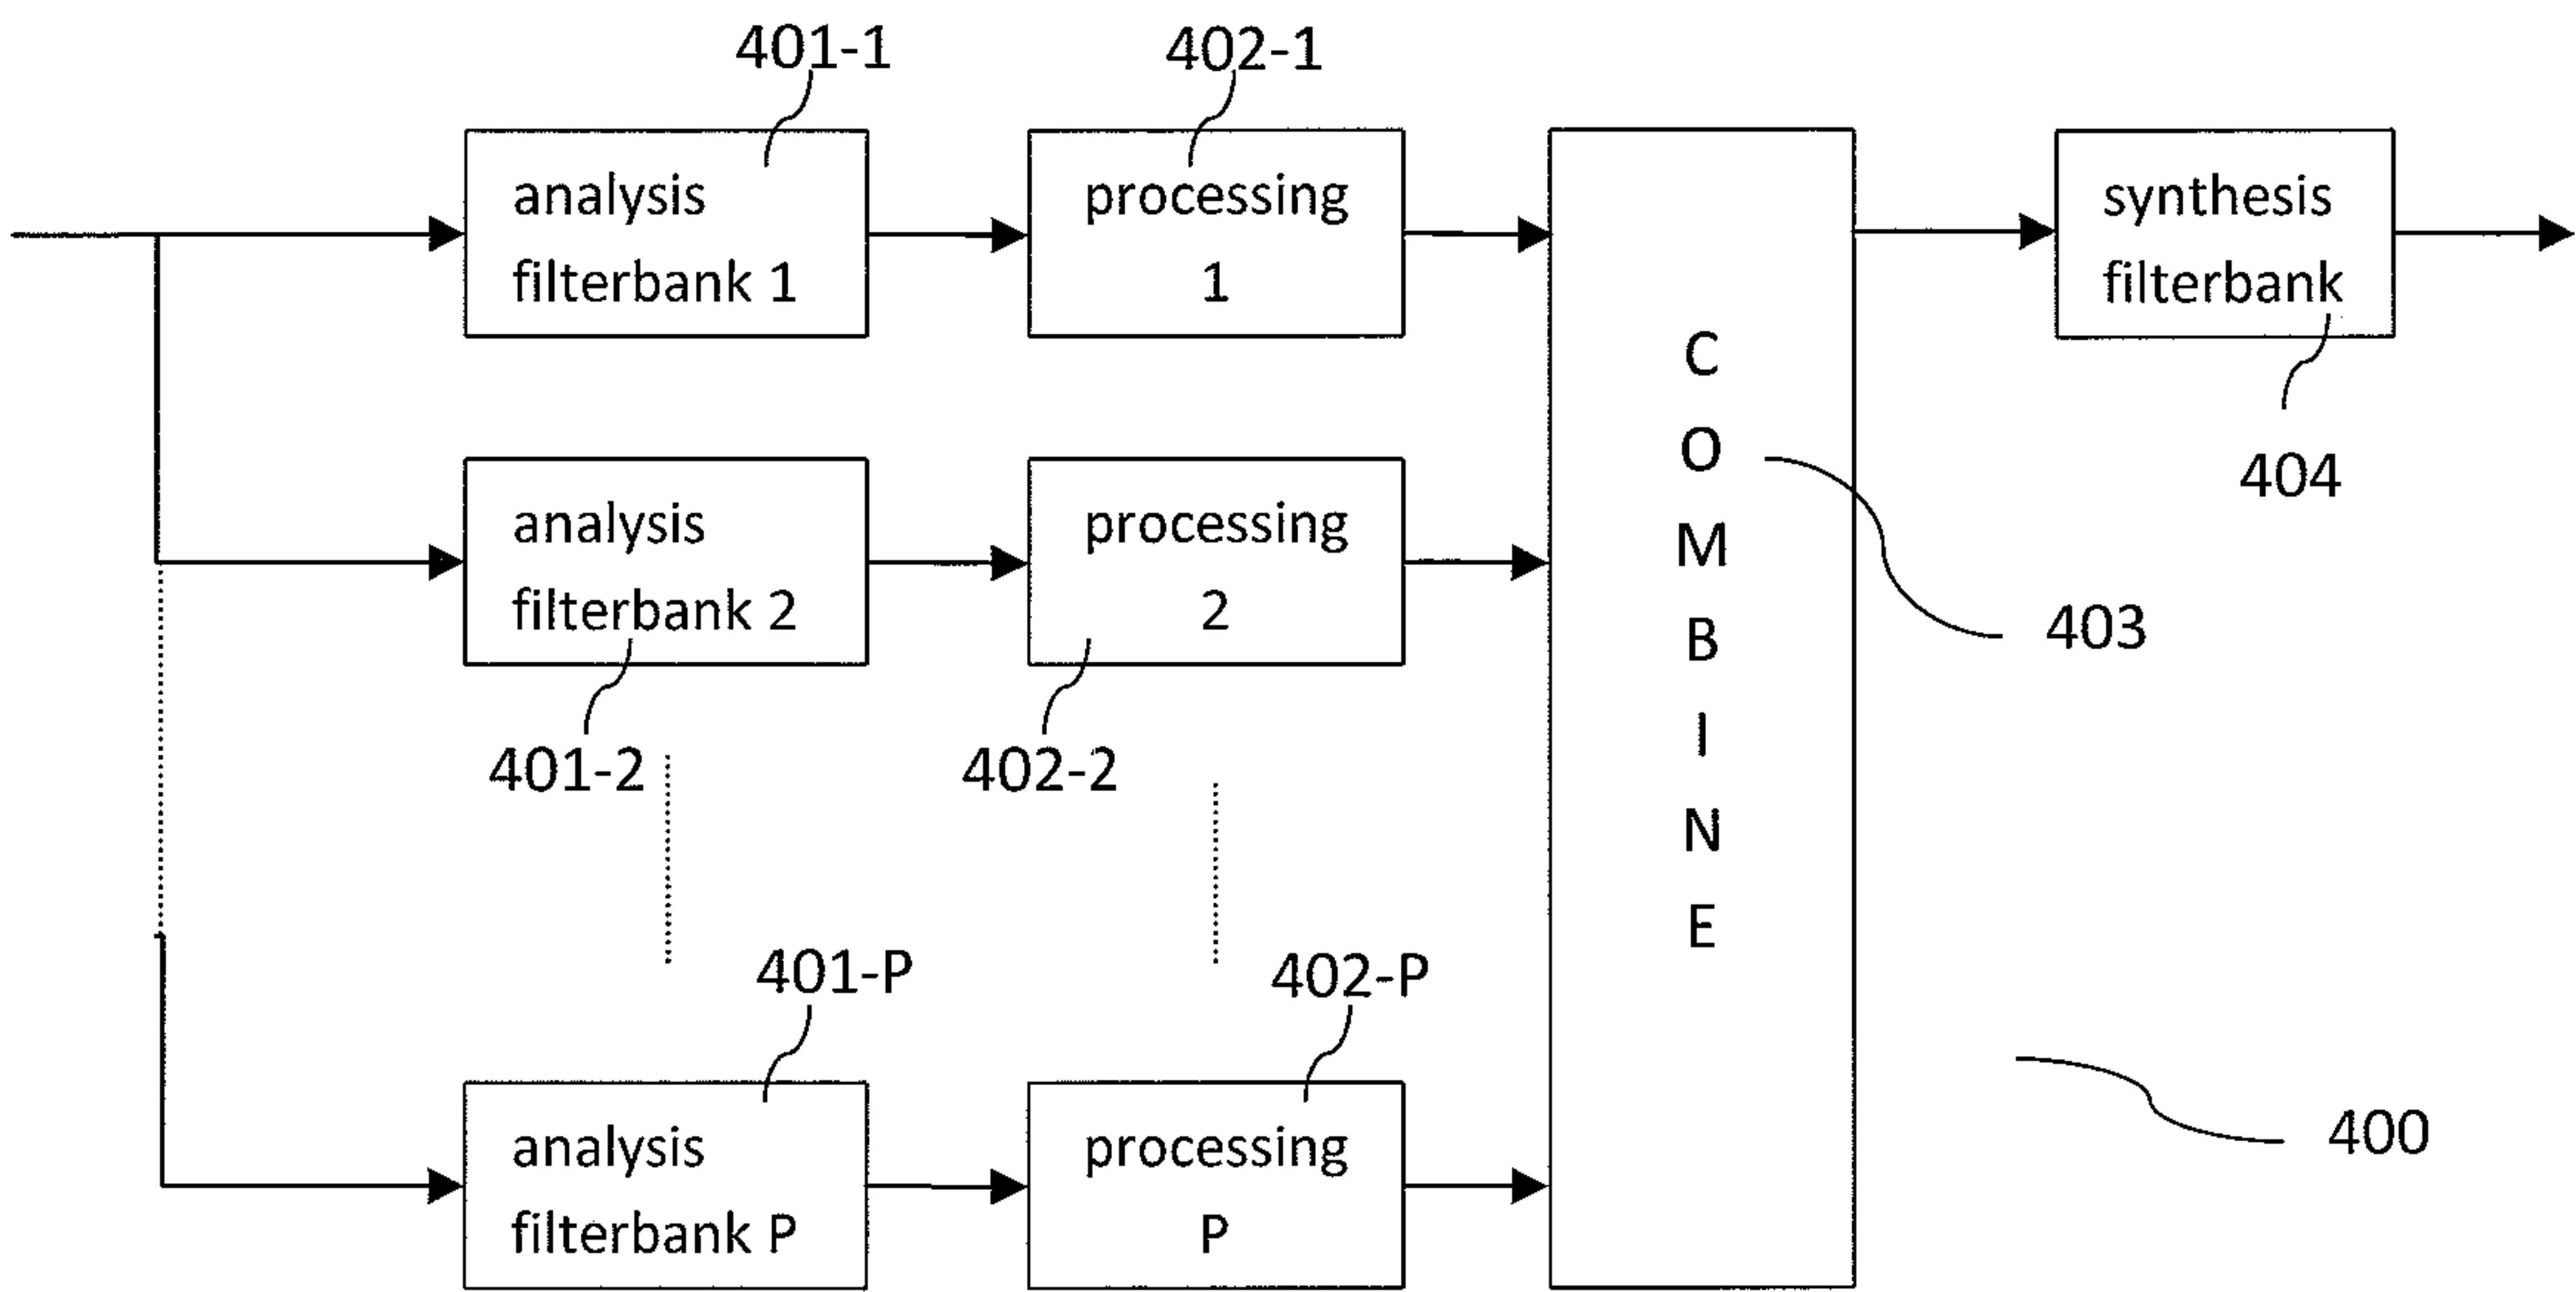 401-1
402-1
analysis
filterbank 1
processing
1
synthesis
filterbank
404
analysis
filterbank 2
processing
2
401-2
402-2
C
O
M
B
I
N
E
403
401-P
402-P
analysis
filterbank P
processing
P
400